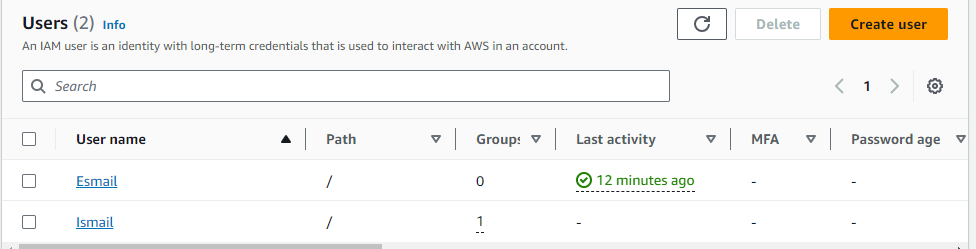 Users (2) Info
Delete
Create user
An IAM user is an identity with long-term credentials that is used to interact with AWS in an account.
Search
1
User name Path Groups Last activity MFA Password age
Esmail / 0 12 minutes ago - -
Ismail / 1 - - -